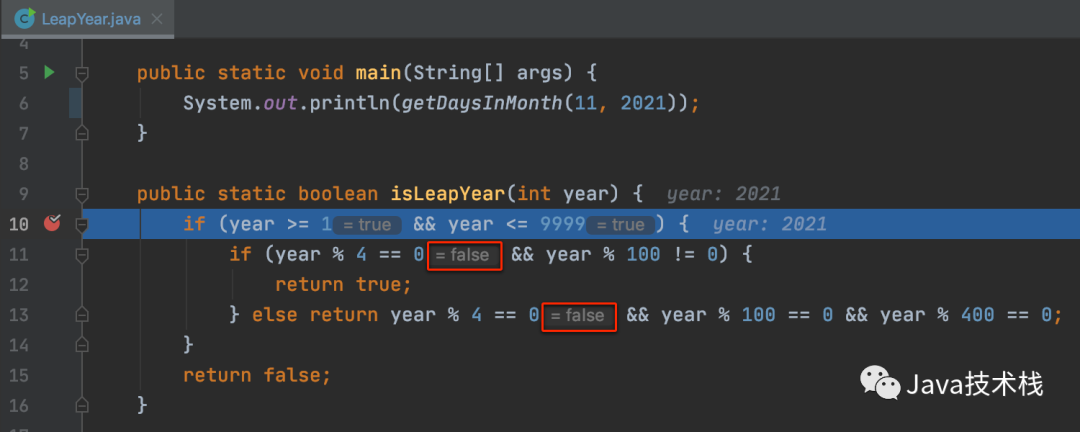 LeapYear.java
4
5 public static void main(String[] args) {
6 System.out.println(getDaysInMonth(11, 2021));
7 }
8
9 public static boolean isLeapYear(int year) { year: 2021
10 if (year >= 1 = true && year <= 9999 = true ) { year: 2021
11 if (year % 4 == 0 = false && year % 100 != 0) {
12 return true;
13 } else return year % 4 == 0 = false && year % 100 == 0 && year % 400 == 0;
14 }
15 return false;
16 }
Java技术栈